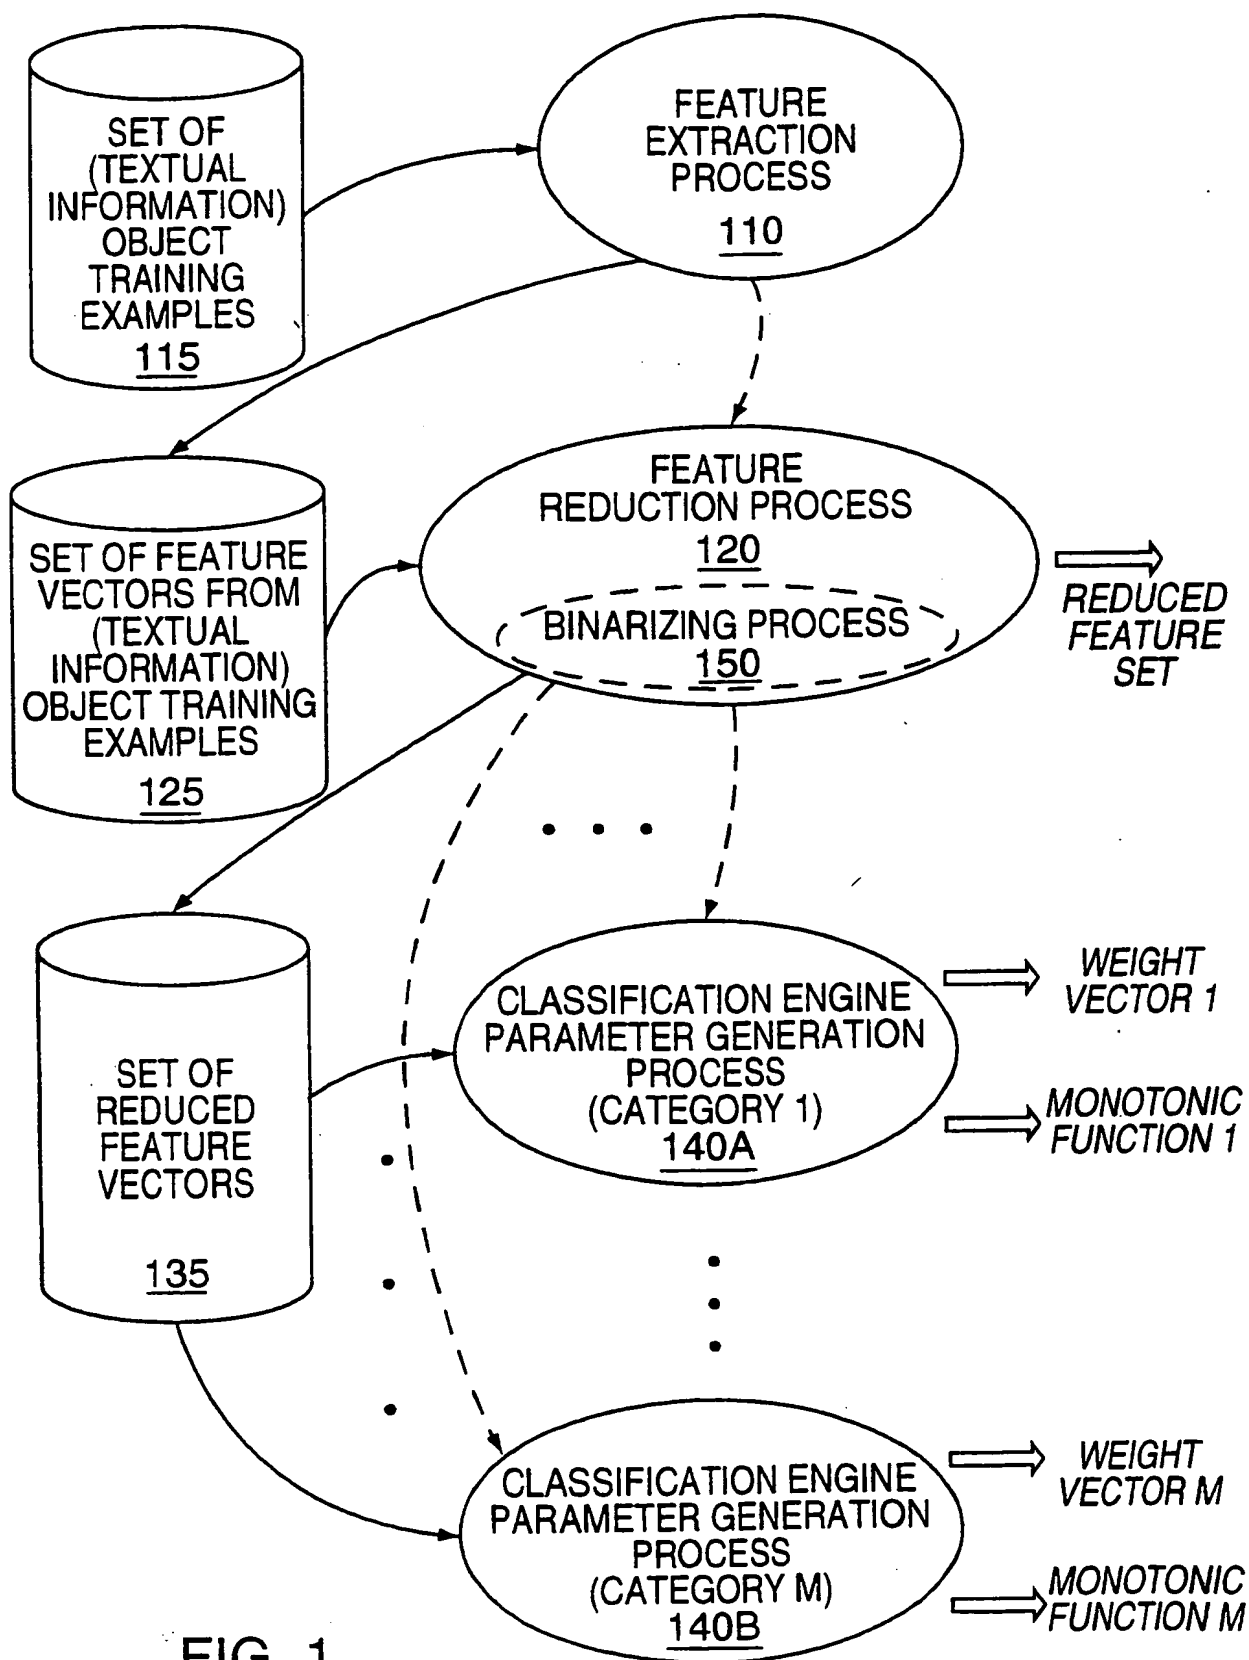 SET OF
(TEXTUAL
INFORMATION)
OBJECT
TRAINING
EXAMPLES
115
FEATURE
EXTRACTION
PROCESS
110
SET OF FEATURE
VECTORS FROM
(TEXTUAL
INFORMATION)
OBJECT TRAINING
EXAMPLES
125
FEATURE
REDUCTION PROCESS
120
BINARIZING PROCESS
150
REDUCED
FEATURE
SET
SET OF
REDUCED
FEATURE
VECTORS
135
CLASSIFICATION ENGINE
PARAMETER GENERATION
PROCESS
(CATEGORY 1)
140A
WEIGHT
VECTOR 1
MONOTONIC
FUNCTION 1
CLASSIFICATION ENGINE
PARAMETER GENERATION
PROCESS
(CATEGORY M)
140B
WEIGHT
VECTOR M
MONOTONIC
FUNCTION M
FIG. 1